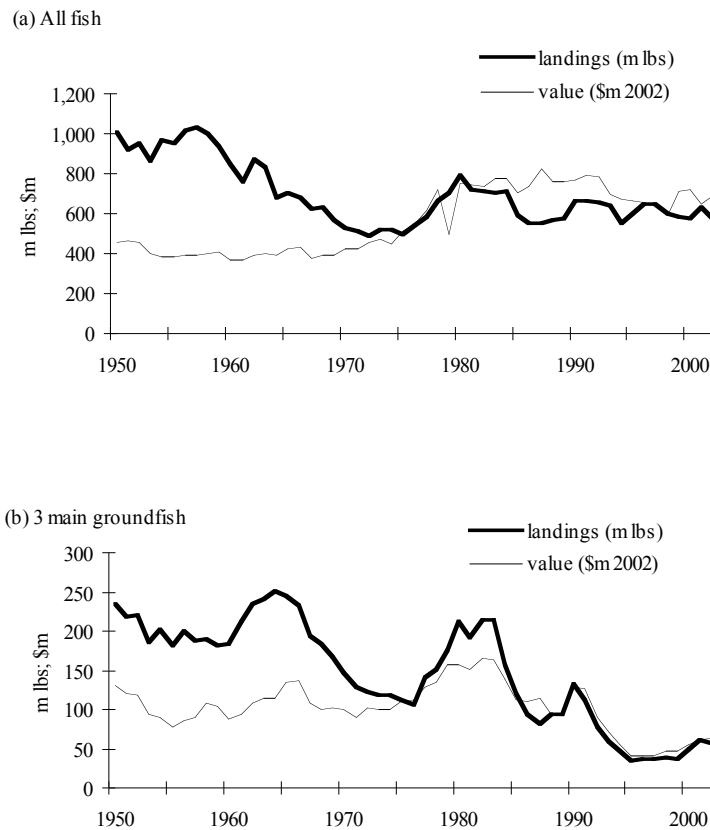 (a) All fish
landings (m lbs)
value ($m 2002)
m lbs; $m
1,200
1,000
800
600
400
200
0
1950 1960 1970 1980 1990 2000
(b) 3 main groundfish
landings (m lbs)
value ($m 2002)
m lbs; $m
300
250
200
150
100
50
0
1950 1960 1970 1980 1990 2000